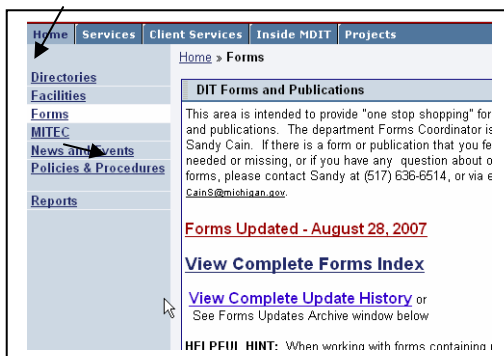 Home Services Client Services Inside MDIT Projects
Home » Forms
Directories
Facilities
Forms
MITEC
News and Events
Policies & Procedures
Reports
DIT Forms and Publications
This area is intended to provide "one stop shopping" for
and publications. The department Forms Coordinator is
Sandy Cain. If there is a form or publication that you fe
needed or missing, or if you have any question about o
forms, please contact Sandy at (517) 636-6514, or via e
CainS@michigan.gov.
Forms Updated - August 28, 2007
View Complete Forms Index
View Complete Update History or
See Forms Updates Archive window below
HELPFUL HINT: When working with forms containing